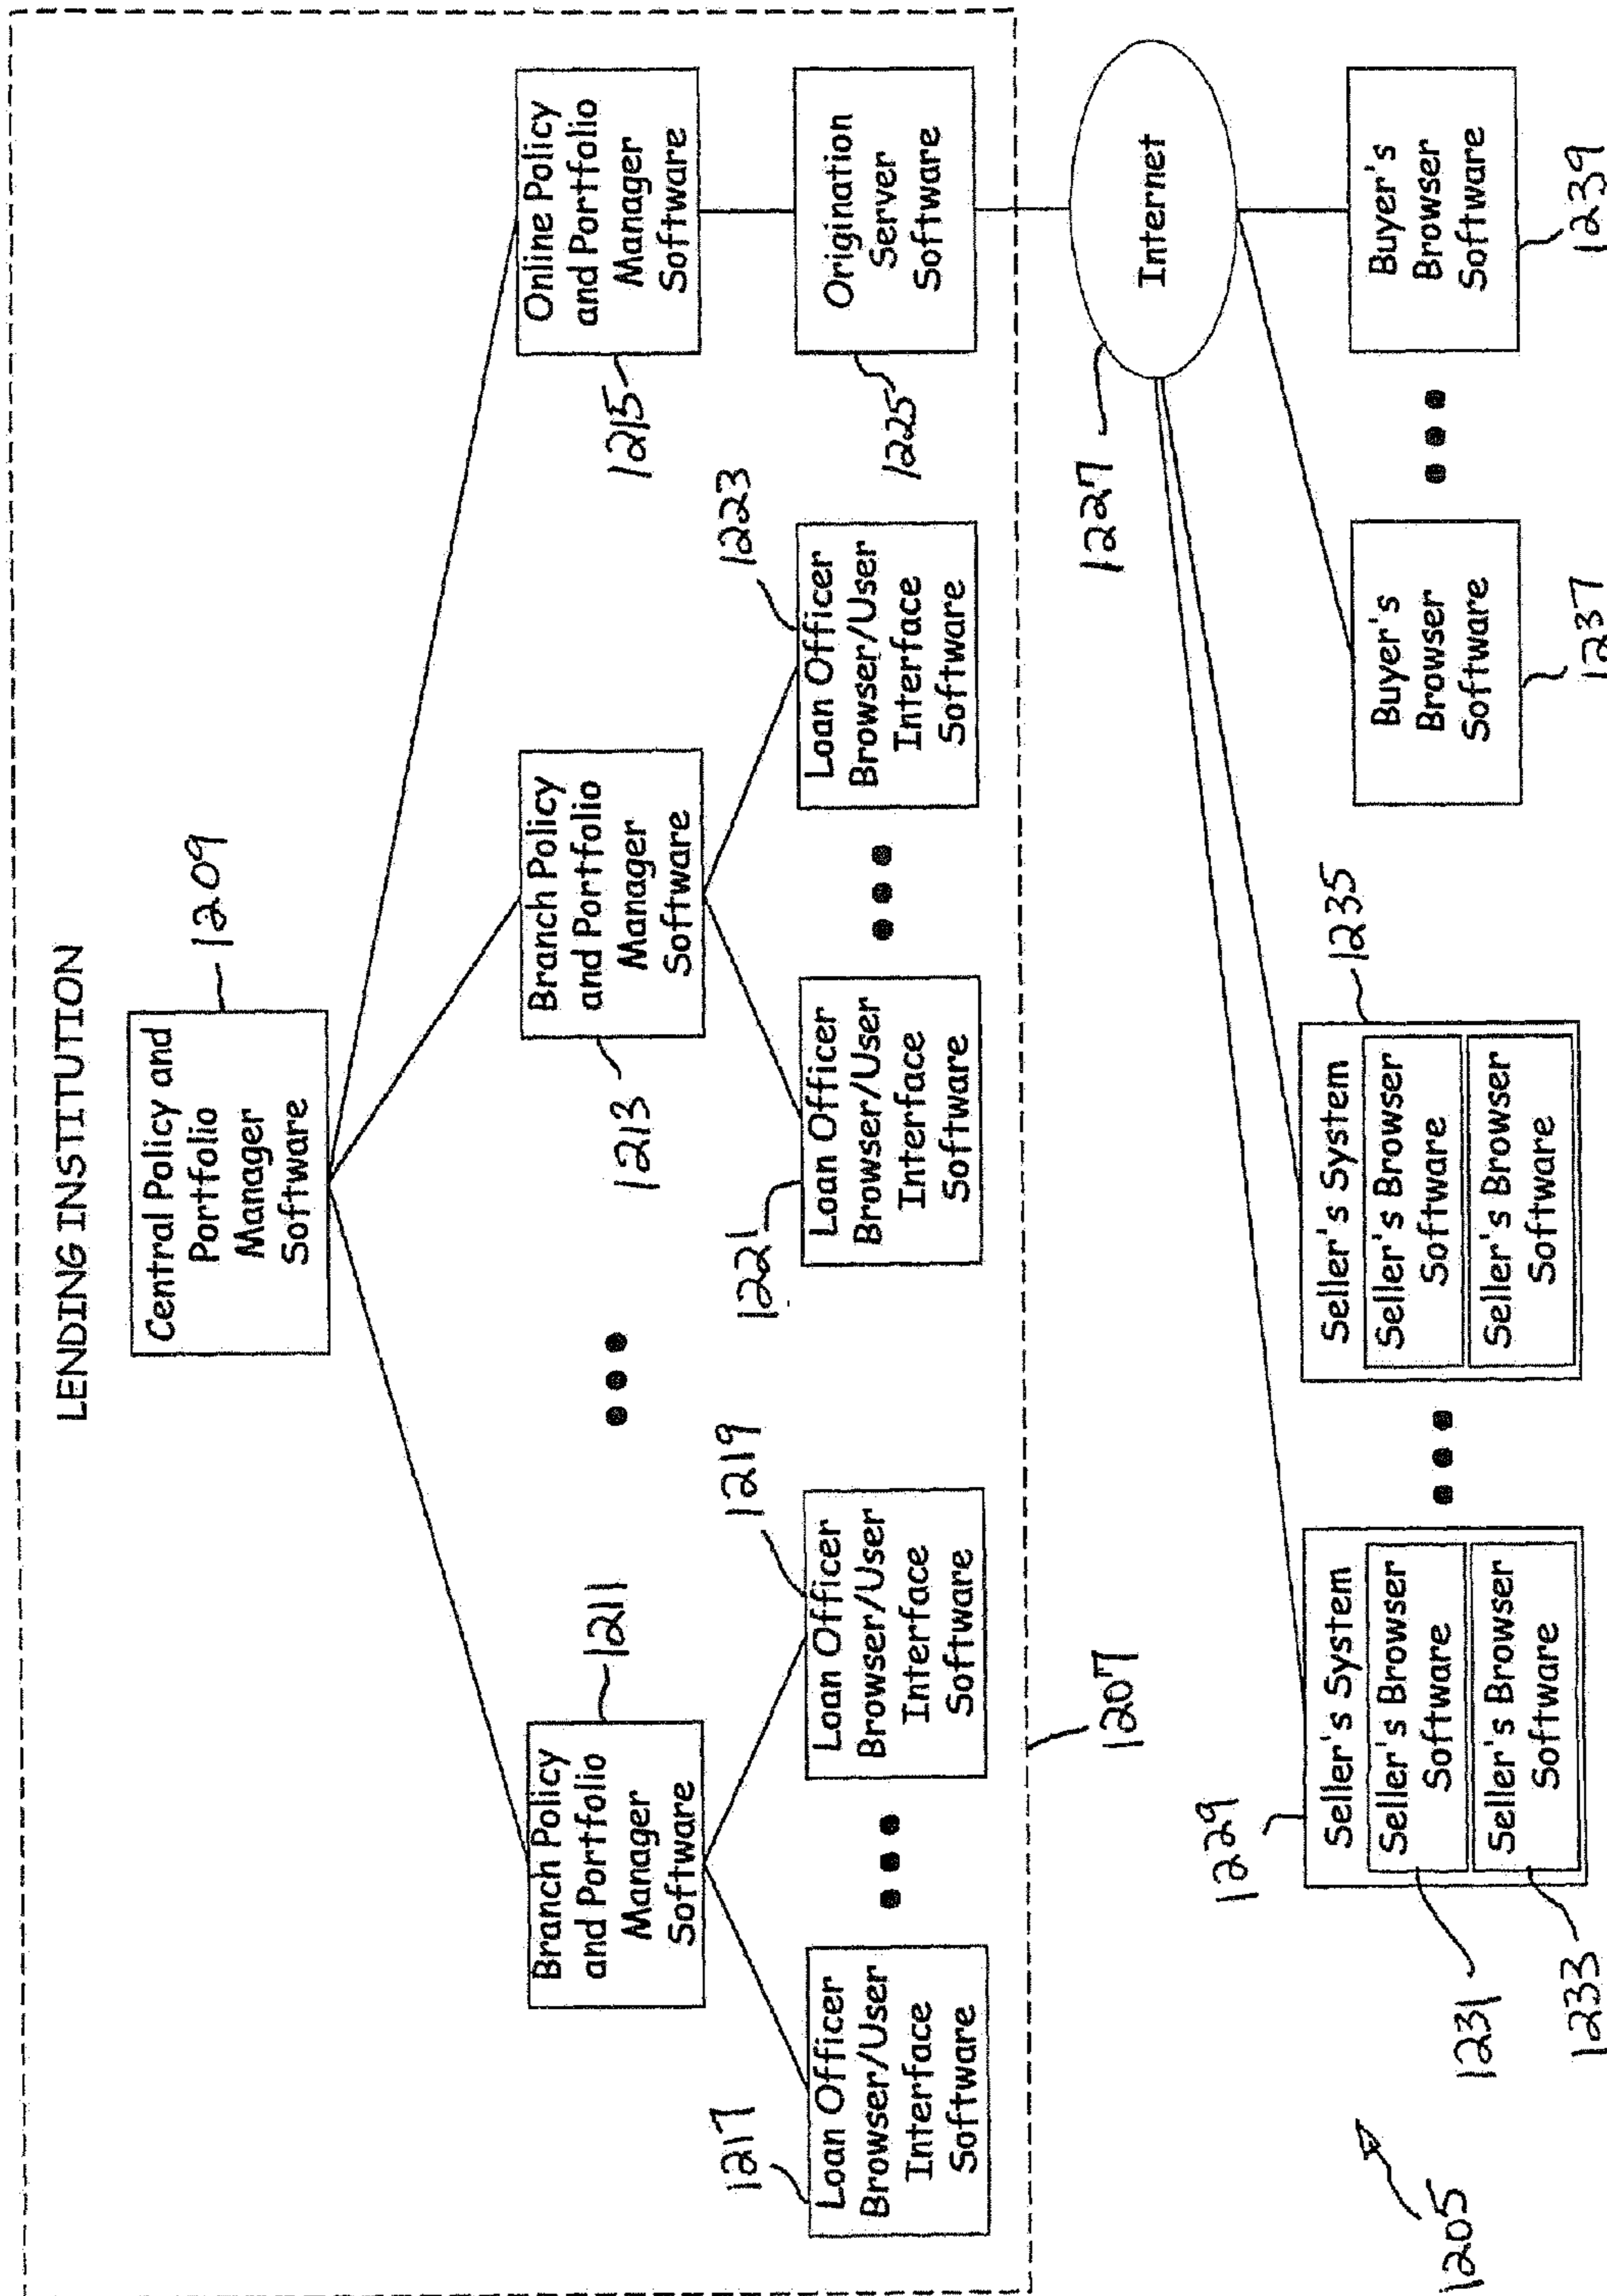 LENDING INSTITUTION
Central Policy and
Portfolio
Manager
Software
1209
Branch Policy
and Portfolio
Manager
Software
1211
Branch Policy
and Portfolio
Manager
Software
1213
Online Policy
and Portfolio
Manager
Software
1215
1217
Loan Officer
Browser/User
Interface
Software
1219
Loan Officer
Browser/User
Interface
Software
1221
Loan Officer
Browser/User
Interface
Software
1223
Loan Officer
Browser/User
Interface
Software
Origination
Server
Software
1225
1207
1227
Internet
1229
Seller's System
Seller's Browser
Software
Seller's Browser
Software
1231
1233
1235
Seller's System
Seller's Browser
Software
Seller's Browser
Software
Buyer's
Browser
Software
1237
Buyer's
Browser
Software
1239
1205